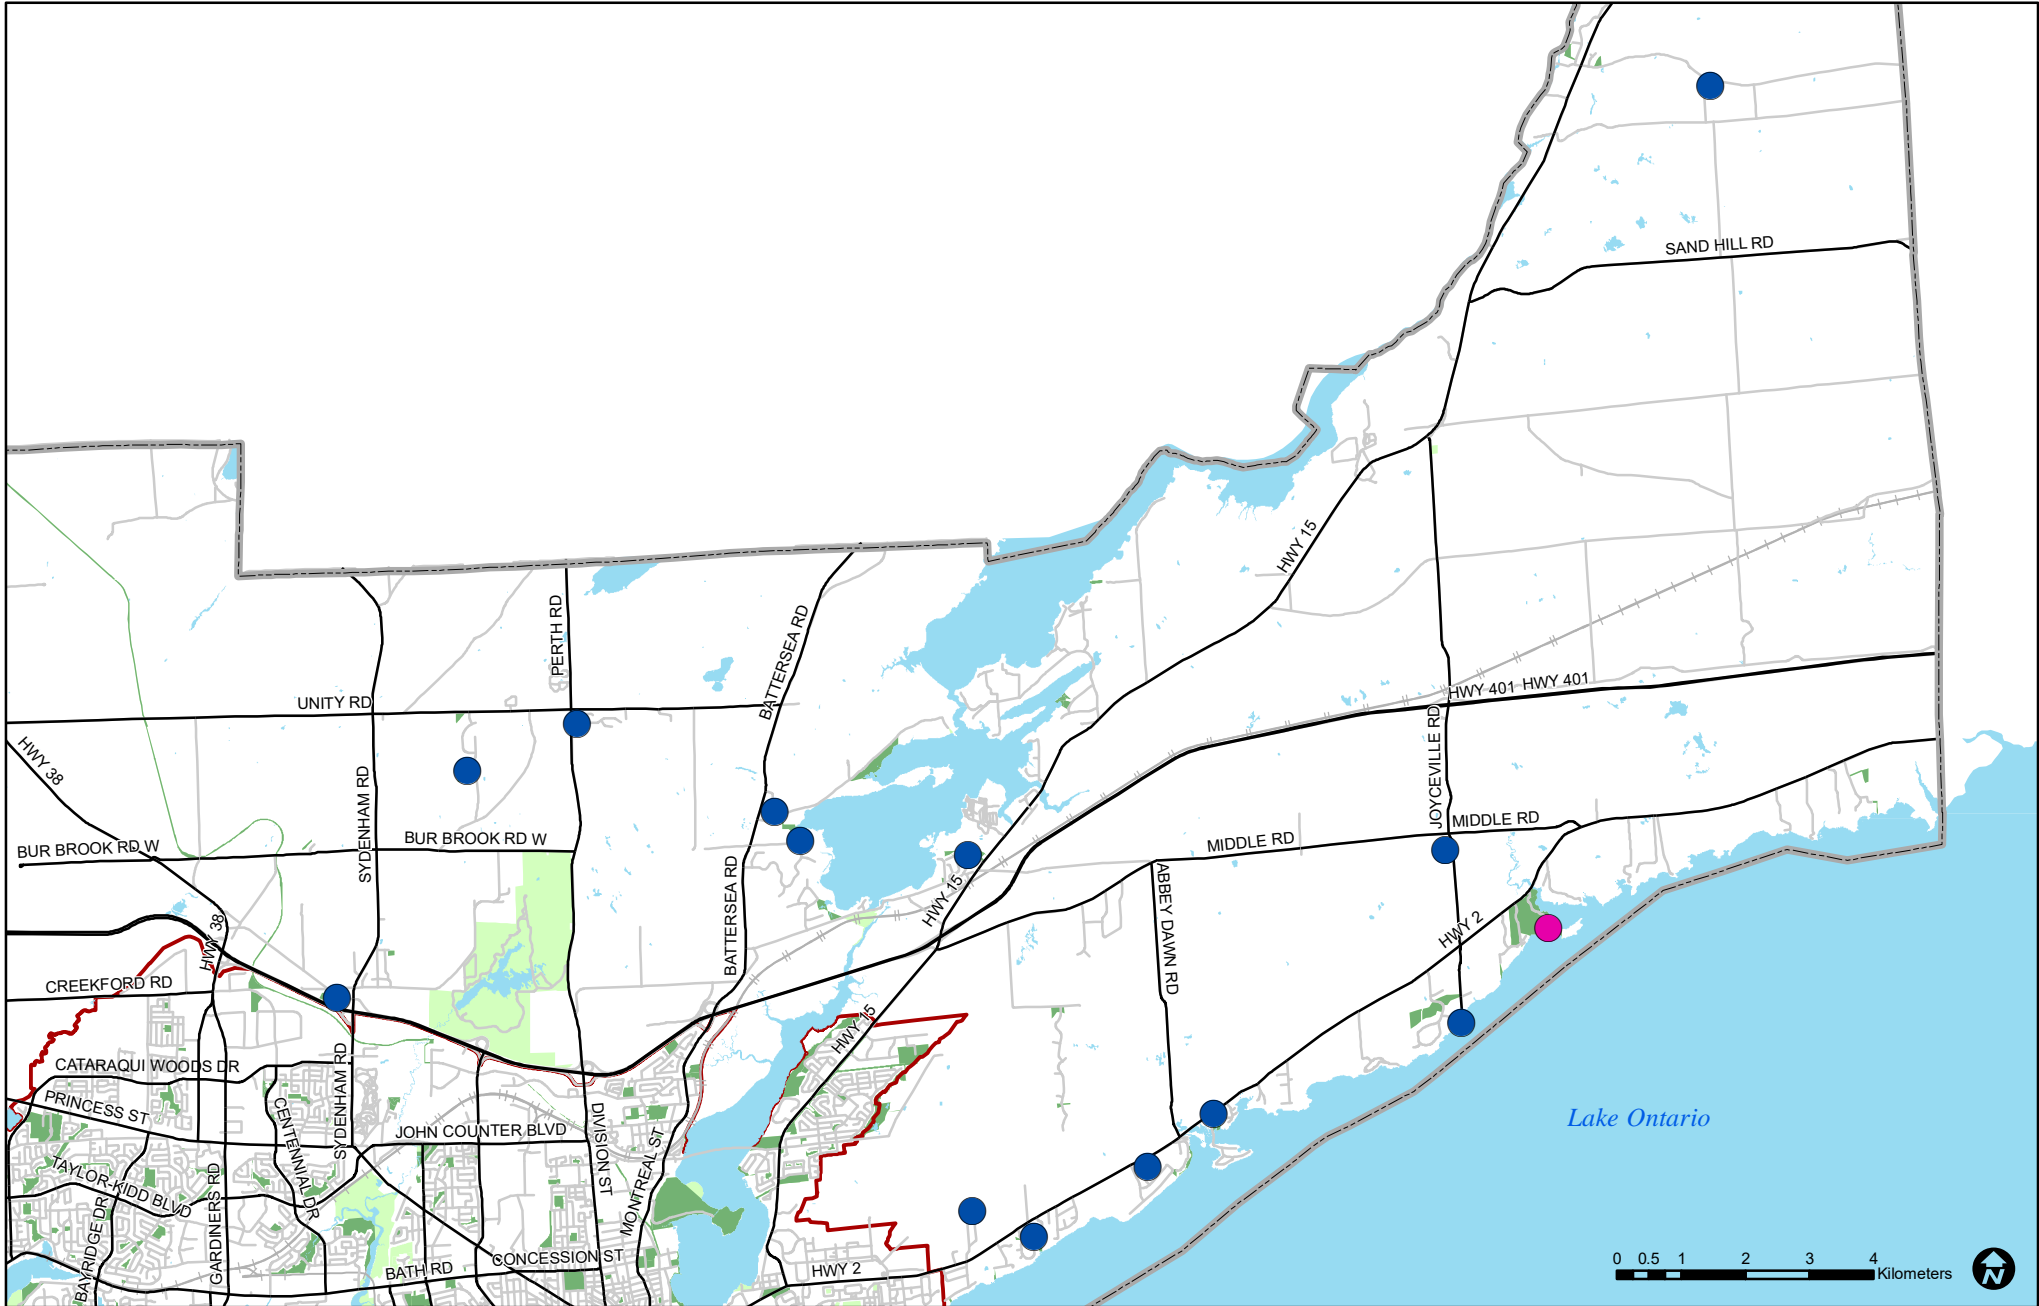 SAND HILL RD
HWY 15
PERTH RD
BATTERSEA RD
UNITY RD
HWY 401
HWY 401
HWY 38
JOYCEVILLE RD
SYDENHAM RD
BUR BROOK RD W
BUR BROOK RD W
MIDDLE RD
MIDDLE RD
BATTERSEA RD
HWY 15
ABBEY DAWN RD
HWY 38
HWY 2
CREEKFORD RD
HWY 15
CATARAQUI WOODS DR
SYDENHAM RD
PRINCESS ST
CENTENNIAL DR
JOHN COUNTER BLVD
DIVISION ST
MONTREAL ST
Lake Ontario
TAYLOR-KIDD BLVD
GARDINERS RD
BAYRIDGE DR
CONCESSION ST
BATH RD
HWY 2
0 0.5 1 2 3 4
Kilometers
N